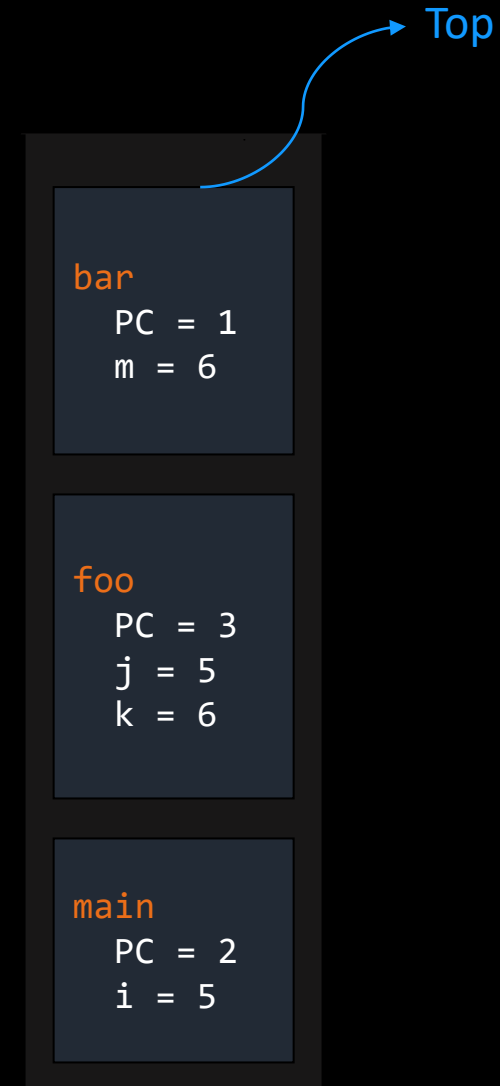 Top
bar
PC = 1
m = 6
foo
PC = 3
j = 5
k = 6
main
PC = 2
i = 5